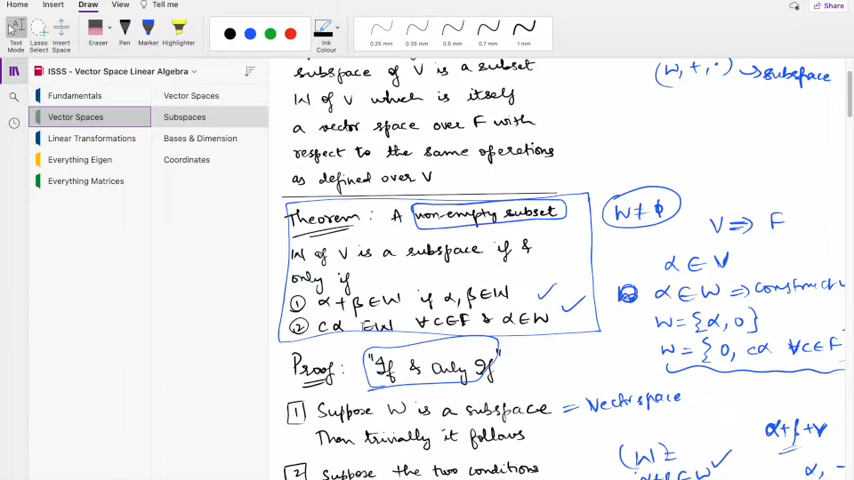 Home Insert Draw View Tell me
Share
Text Mode
Lasso Select
Insert Space
Eraser
Pen
Marker
Highlighter
Ink Colour
0.25 mm
0.35 mm
0.5 mm
0.7 mm
1 mm
ISSS - Vector Space Linear Algebra
Fundamentals
Vector Spaces
Linear Transformations
Everything Eigen
Everything Matrices
Vector Spaces
Subspaces
Bases & Dimension
Coordinates
subspace of V is a subset
W of V which is itself
a vector space over F with
respect to the same operations
as defined over V
(W, +, ·) → subspace
Theorem : A non-empty subset
W of V is a subspace if &
only if
① α+β∈W if α, β∈W ✓
② cα ∈W ∀c∈F & α∈W ✓
W ≠ ϕ
V ⇒ F
α ∈ V
α ∈ W ⇒
W = {α, 0}
W = {0, cα ∀c∈F
Proof : "If & Only If"
1 Suppose W is a subspace = Vector space
Then trivially it follows
2 Suppose the two conditions
α+β+γ
(W) =
α+β∈W ✓
α,